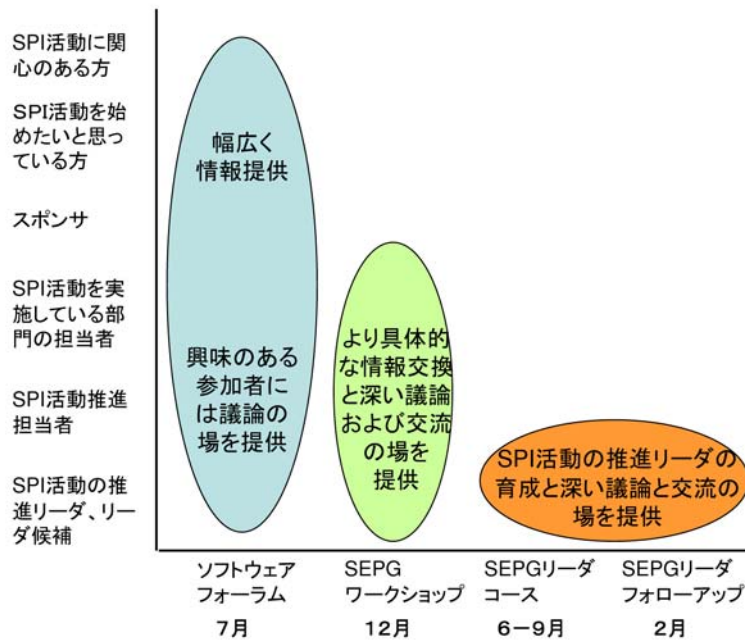 SPI活動に関
心のある方
SPI活動を始
めたいと思っ
ている方
スポンサ
SPI活動を実
施している部
門の担当者
SPI活動推進
担当者
SPI活動の推
進リーダ、リー
ダ候補
幅広く
情報提供
興味のある
参加者に
は議論の
場を提供
より具体的
な情報交換
と深い議論
および交流
の場を
提供
SPI活動の推進リーダの
育成と深い議論と交流の
場を提供
ソフトウェア
フォーラム
7月
SEPG
ワークショップ
12月
SEPGリーダ
コース
6－9月
SEPGリーダ
フォローアップ
2月